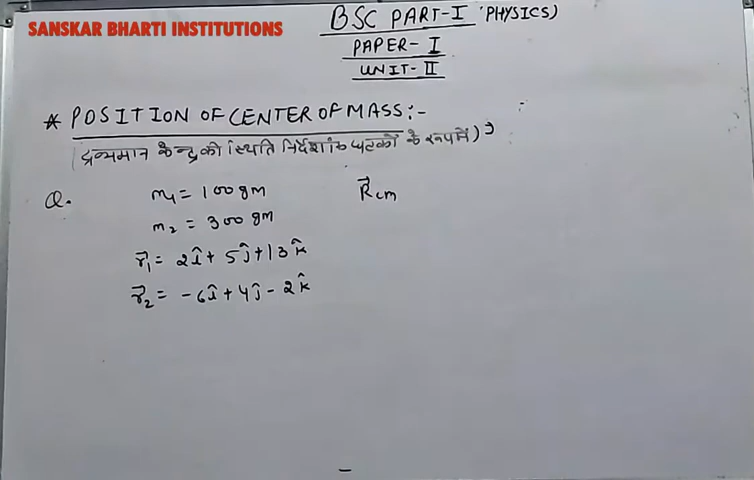 SANSKAR BHARTI INSTITUTIONS
BSC PART-I (PHYSICS)
PAPER-I
UNIT-II
* POSITION OF CENTER OF MASS:-
(द्रव्यमान केन्द्र की स्थिति निर्देशांक घटकों के रूप में)
Q. m₁ = 100 gm R⃗cm
m₂ = 300 gm
r⃗₁ = 2î + 5ĵ + 13k̂
r⃗₂ = -6î + 4ĵ - 2k̂